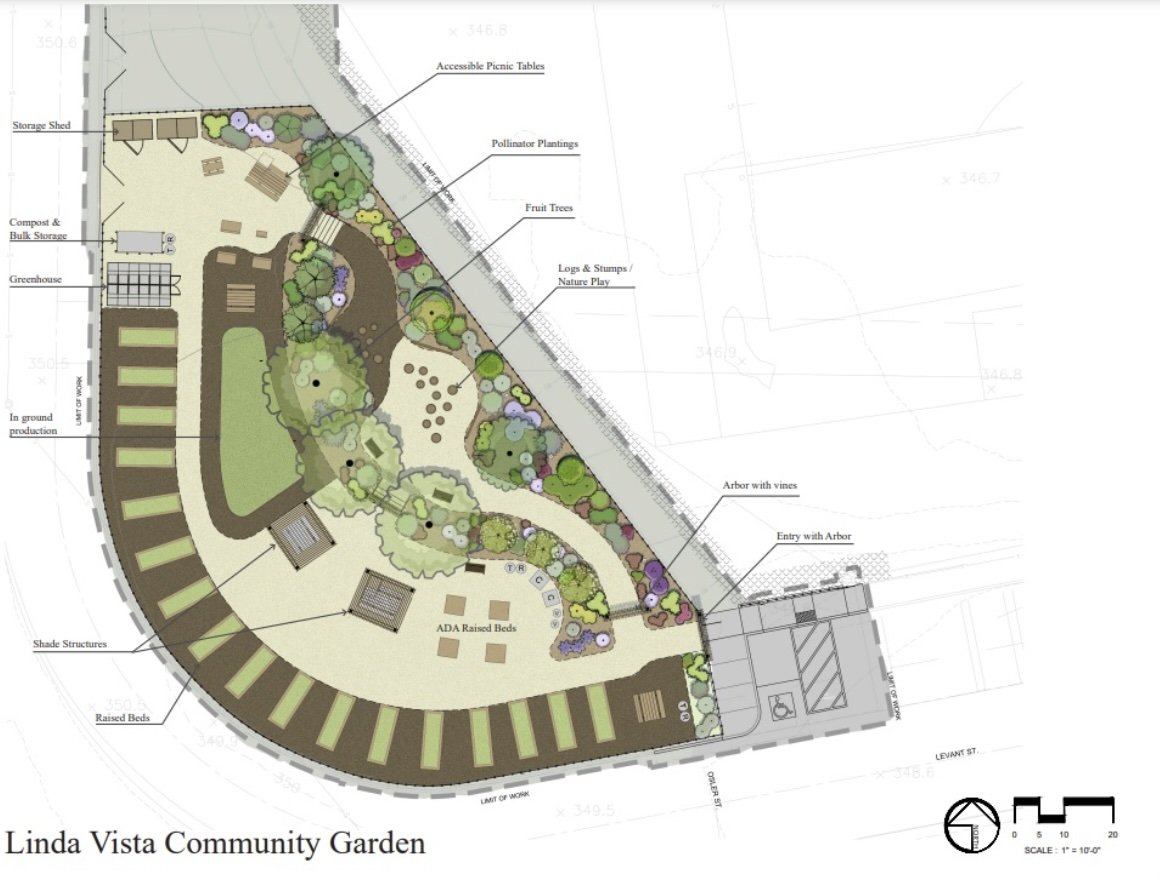 350.6
346.8
Accessible Picnic Tables
Storage Shed
Pollinator Plantings
LIMIT OF WORK
346.7
Fruit Trees
Compost &
Bulk Storage
T R
Logs & Stumps /
Nature Play
Greenhouse
346.9
350.5
346.8
LIMIT OF WORK
In ground
production
Arbor with vines
Entry with Arbor
T R
C
C
ADA Raised Beds
Shade Structures
LIMIT OF WORK
350.5
Raised Beds
T R
349.9
LEVANT ST.
350
348.6
OSLER ST.
LIMIT OF WORK
349.5
NORTH
0 5 10 20
SCALE : 1" = 10'-0"
Linda Vista Community Garden